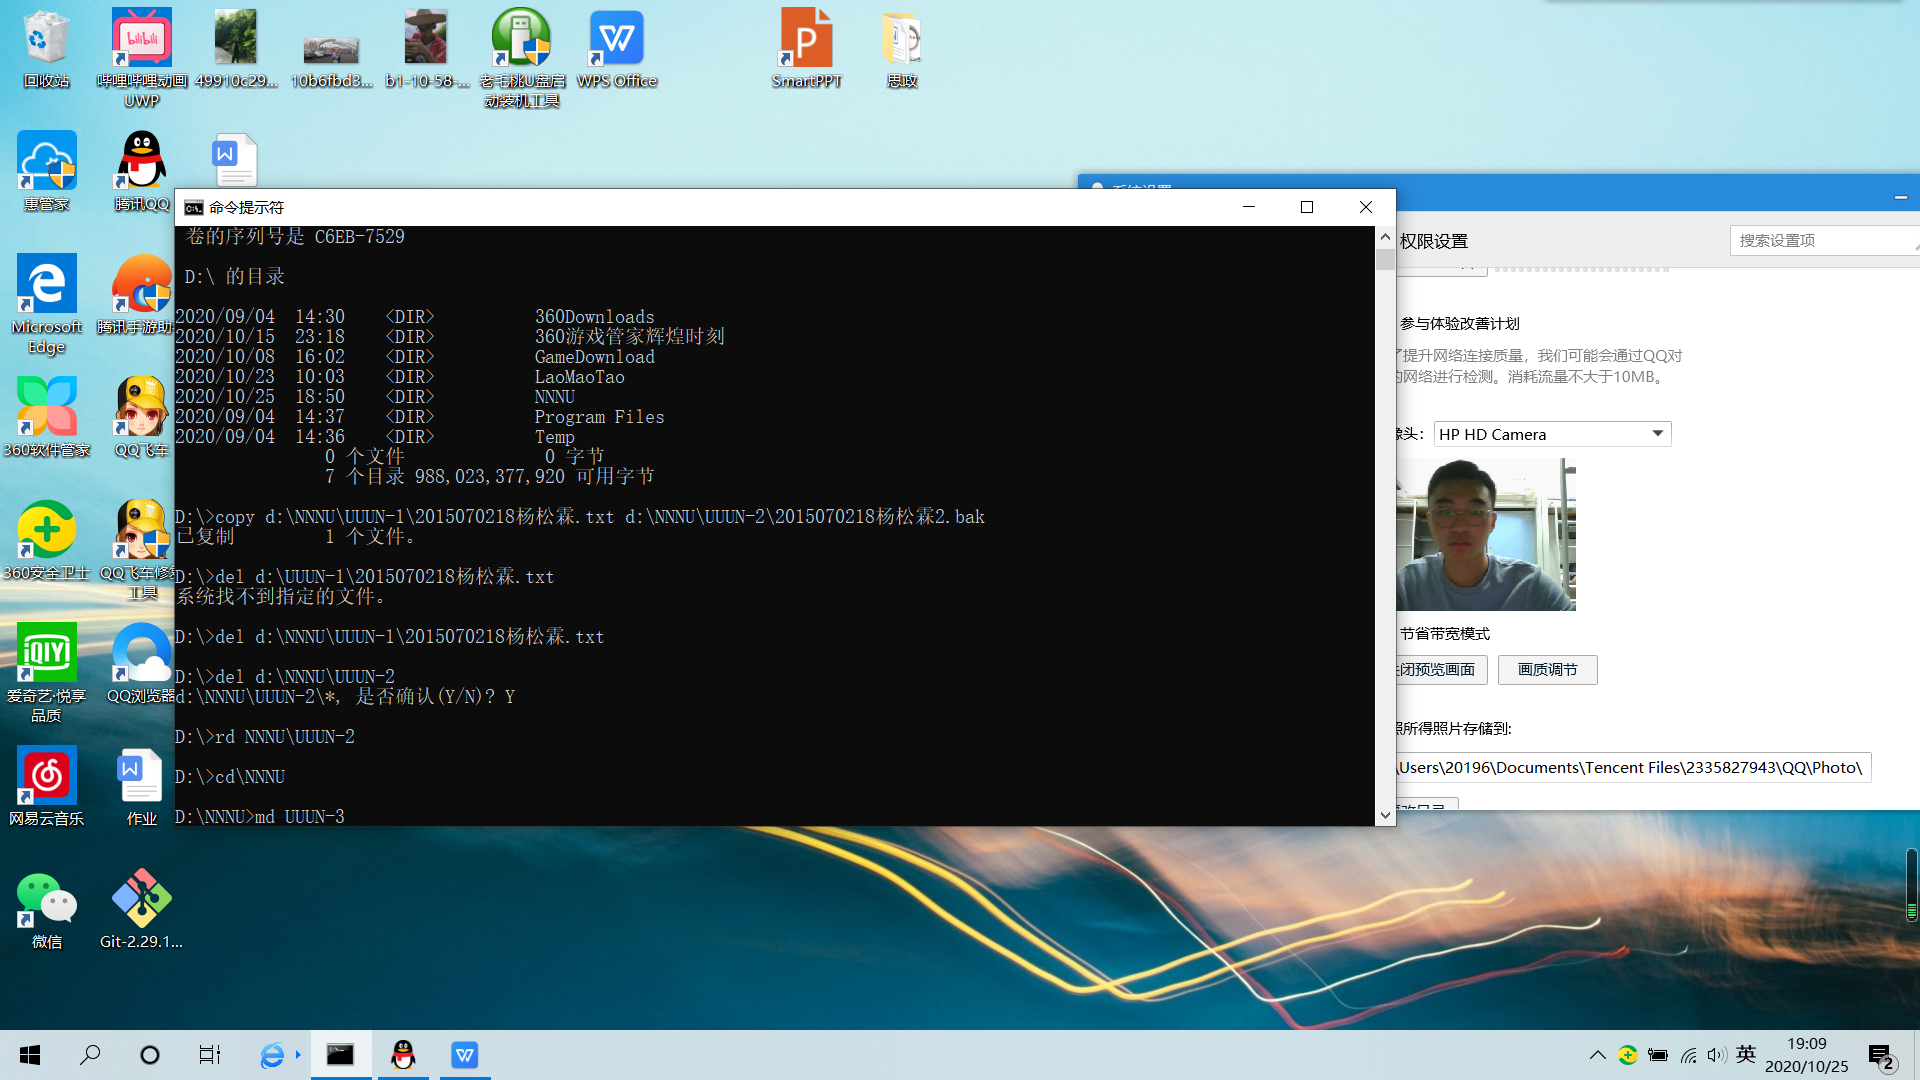 回收站
哔哩哔哩动画
UWP
49910c29...
10b6fbd3...
b1-10-58-...
老毛桃U盘启
动装机工具
WPS Office
SmartPPT
思政
惠管家
腾讯QQ
Microsoft
Edge
腾讯手游助
360软件管家
QQ飞车
360安全卫士
QQ飞车修复
工具
爱奇艺·悦享
品质
QQ浏览器
网易云音乐
作业
微信
Git-2.29.1...
命令提示符
卷的序列号是 C6EB-7529
D:\ 的目录
2020/09/04  14:30    <DIR>          360Downloads
2020/10/15  23:18    <DIR>          360游戏管家辉煌时刻
2020/10/08  16:02    <DIR>          GameDownload
2020/10/23  10:03    <DIR>          LaoMaoTao
2020/10/25  18:50    <DIR>          NNNU
2020/09/04  14:37    <DIR>          Program Files
2020/09/04  14:36    <DIR>          Temp
0 个文件              0 字节
7 个目录 988,023,377,920 可用字节
D:\>copy d:\NNNU\UUUN-1\2015070218杨松霖.txt d:\NNNU\UUUN-2\2015070218杨松霖2.bak
已复制         1 个文件。
D:\>del d:\UUUN-1\2015070218杨松霖.txt
系统找不到指定的文件。
D:\>del d:\NNNU\UUUN-1\2015070218杨松霖.txt
D:\>del d:\NNNU\UUUN-2
d:\NNNU\UUUN-2\*, 是否确认(Y/N)? Y
D:\>rd NNNU\UUUN-2
D:\>cd\NNNU
D:\NNNU>md UUUN-3
系统设置
权限设置
搜索设置项
参与体验改善计划
了提升网络连接质量，我们可能会通过QQ对
的网络进行检测。消耗流量不大于10MB。
像头：
HP HD Camera
节省带宽模式
关闭预览画面
画质调节
照所得照片存储到:
\Users\20196\Documents\Tencent Files\2335827943\QQ\Photo\
更改目录
英
19:09
2020/10/25
2